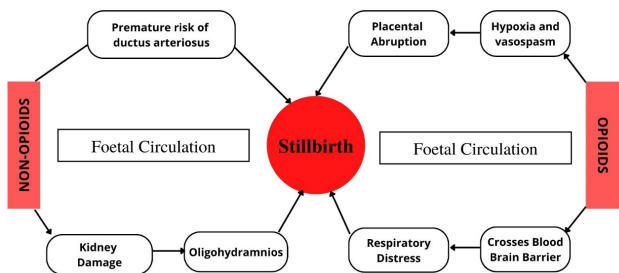 Premature risk of
ductus arteriosus
Placental
Abruption
Hypoxia and
vasospasm
NON-OPIOIDS
Foetal Circulation
Stillbirth
Foetal Circulation
OPIOIDS
Kidney
Damage
Oligohydramnios
Respiratory
Distress
Crosses Blood
Brain Barrier